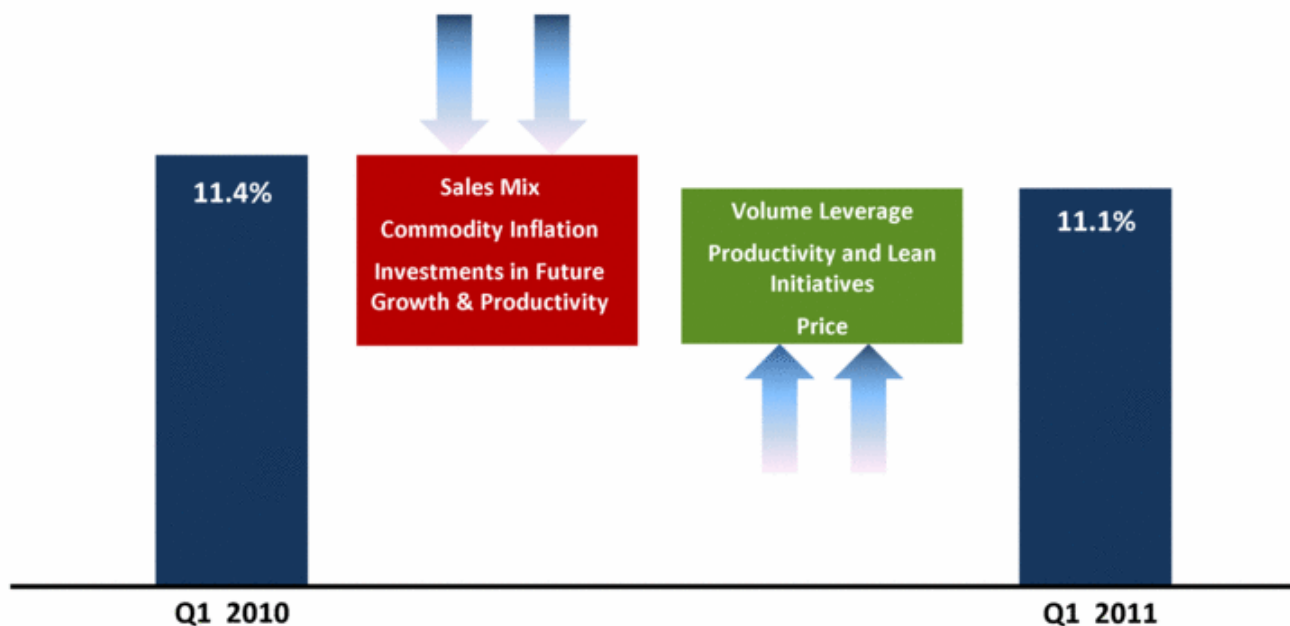 11.4%
Sales Mix
Commodity Inflation
Investments in Future
Growth & Productivity
Volume Leverage
Productivity and Lean
Initiatives
Price
11.1%
Q1 2010
Q1 2011